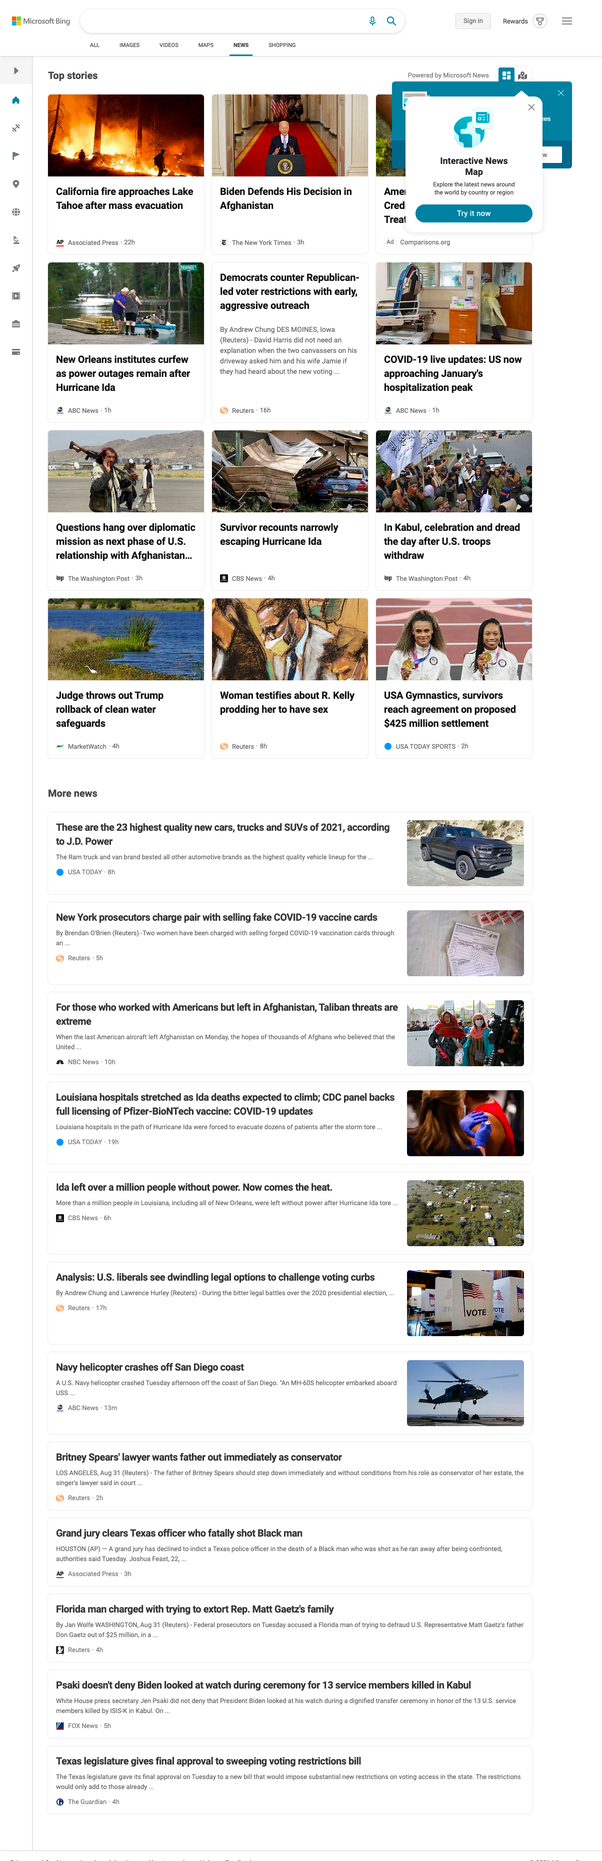 Microsoft Bing
Sign in
Rewards
ALL
IMAGES
VIDEOS
MAPS
NEWS
SHOPPING
Top stories
Powered by Microsoft News
Interactive News
Map
Explore the latest news around
the world by country or region
Try it now
California fire approaches Lake
Tahoe after mass evacuation
AP Associated Press · 22h
Biden Defends His Decision in
Afghanistan
The New York Times · 3h
Ad Comparisons.org
New Orleans institutes curfew
as power outages remain after
Hurricane Ida
ABC News · 1h
Democrats counter Republican-
led voter restrictions with early,
aggressive outreach
By Andrew Chung DES MOINES, Iowa
(Reuters) - David Harris did not need an
explanation when the two canvassers on his
driveway asked him and his wife Jamie if
they had heard about the new voting ...
Reuters · 16h
COVID-19 live updates: US now
approaching January's
hospitalization peak
ABC News · 1h
Questions hang over diplomatic
mission as next phase of U.S.
relationship with Afghanistan...
wp The Washington Post · 3h
Survivor recounts narrowly
escaping Hurricane Ida
CBS News · 4h
In Kabul, celebration and dread
the day after U.S. troops
withdraw
wp The Washington Post · 4h
Judge throws out Trump
rollback of clean water
safeguards
MarketWatch · 4h
Woman testifies about R. Kelly
prodding her to have sex
Reuters · 8h
USA Gymnastics, survivors
reach agreement on proposed
$425 million settlement
USA TODAY SPORTS · 2h
More news
These are the 23 highest quality new cars, trucks and SUVs of 2021, according
to J.D. Power
The Ram truck and van brand bested all other automotive brands as the highest quality vehicle lineup for the ...
USA TODAY · 8h
New York prosecutors charge pair with selling fake COVID-19 vaccine cards
By Brendan O'Brien (Reuters) -Two women have been charged with selling forged COVID-19 vaccination cards through
an ...
Reuters · 5h
For those who worked with Americans but left in Afghanistan, Taliban threats are
extreme
When the last American aircraft left Afghanistan on Monday, the hopes of thousands of Afghans who believed that the
United ...
NBC News · 10h
Louisiana hospitals stretched as Ida deaths expected to climb; CDC panel backs
full licensing of Pfizer-BioNTech vaccine: COVID-19 updates
Louisiana hospitals in the path of Hurricane Ida were forced to evacuate dozens of patients after the storm tore ...
USA TODAY · 19h
Ida left over a million people without power. Now comes the heat.
More than a million people in Louisiana, including all of New Orleans, were left without power after Hurricane Ida tore ...
CBS News · 6h
Analysis: U.S. liberals see dwindling legal options to challenge voting curbs
By Andrew Chung and Lawrence Hurley (Reuters) - During the bitter legal battles over the 2020 presidential election, ...
Reuters · 17h
VOTE
Navy helicopter crashes off San Diego coast
A U.S. Navy helicopter crashed Tuesday afternoon off the coast of San Diego. "An MH-60S helicopter embarked aboard
USS ...
ABC News · 13m
Britney Spears' lawyer wants father out immediately as conservator
LOS ANGELES, Aug 31 (Reuters) - The father of Britney Spears should step down immediately and without conditions from his role as conservator of her estate, the
singer's lawyer said in court ...
Reuters · 2h
Grand jury clears Texas officer who fatally shot Black man
HOUSTON (AP) — A grand jury has declined to indict a Texas police officer in the death of a Black man who was shot as he ran away after being confronted,
authorities said Tuesday. Joshua Feast, 22, ...
AP Associated Press · 3h
Florida man charged with trying to extort Rep. Matt Gaetz's family
By Jan Wolfe WASHINGTON, Aug 31 (Reuters) - Federal prosecutors on Tuesday accused a Florida man of trying to defraud U.S. Representative Matt Gaetz's father
Don Gaetz out of $25 million, in a ...
Reuters · 4h
Psaki doesn't deny Biden looked at watch during ceremony for 13 service members killed in Kabul
White House press secretary Jen Psaki did not deny that President Biden looked at his watch during a dignified transfer ceremony in honor of the 13 U.S. service
members killed by ISIS-K in Kabul. On ...
FOX News · 5h
Texas legislature gives final approval to sweeping voting restrictions bill
The Texas legislature gave its final approval on Tuesday to a new bill that would impose substantial new restrictions on voting access in the state. The restrictions
would only add to those already ...
The Guardian · 4h